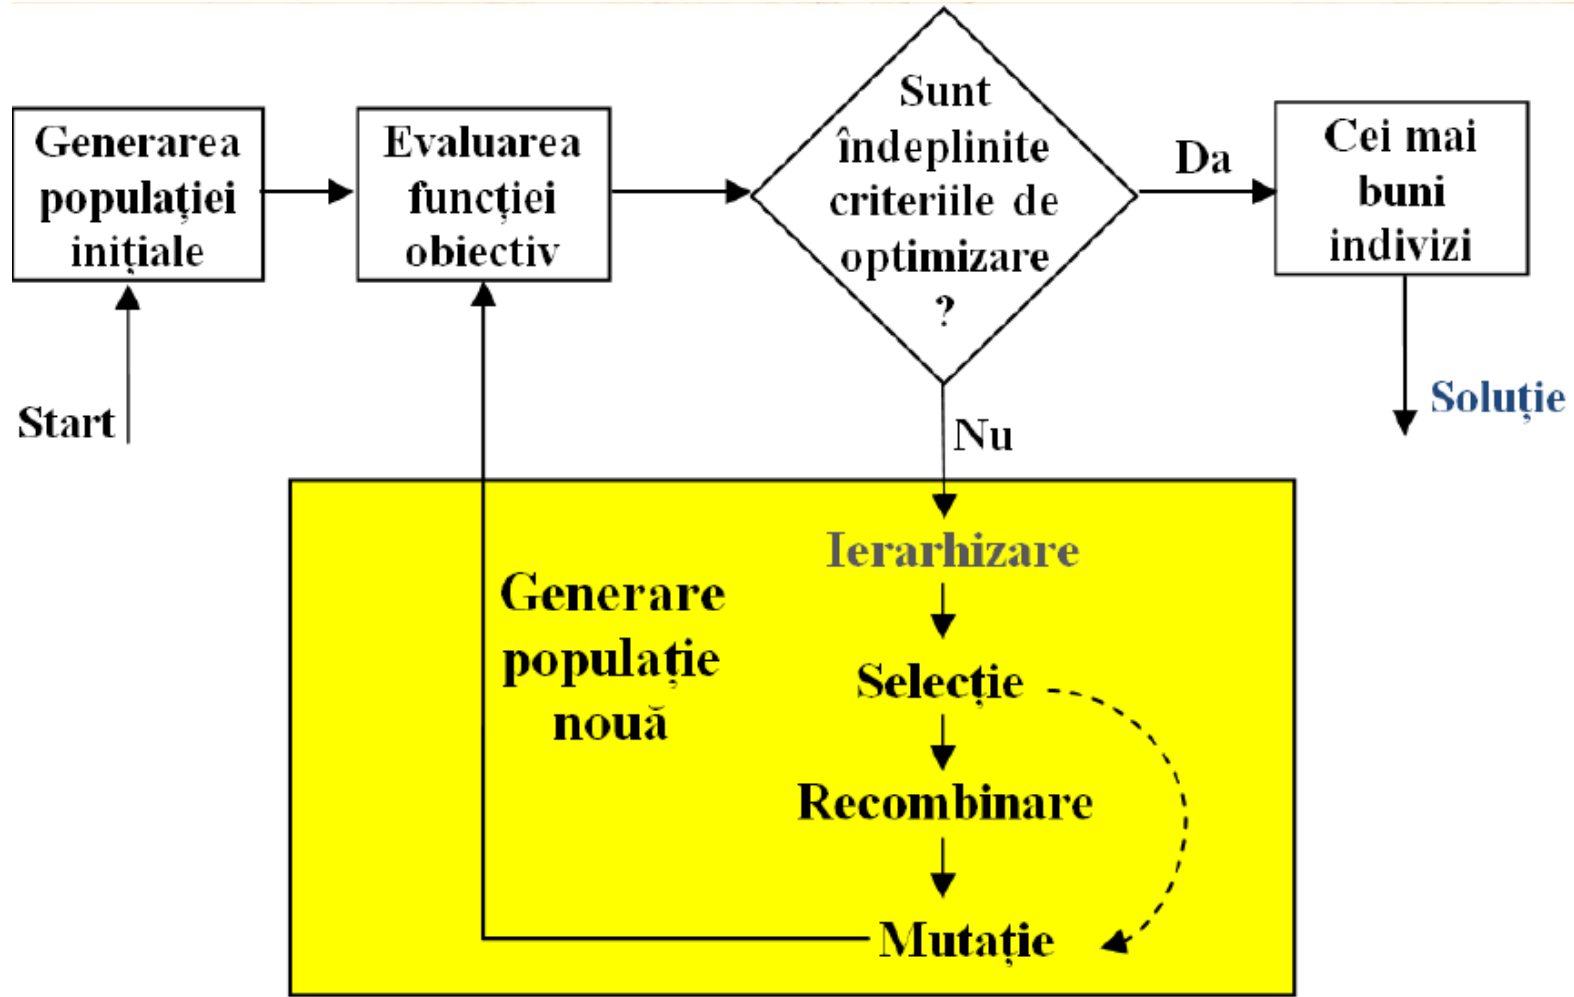 Generarea
populației
inițiale
Evaluarea
funcției
obiectiv
Sunt
îndeplinite
criteriile de
optimizare
?
Da
Cei mai
buni
indivizi
Start
Nu
Soluție
Ierarhizare
Generare
populație
nouă
Selecție
Recombinare
Mutație